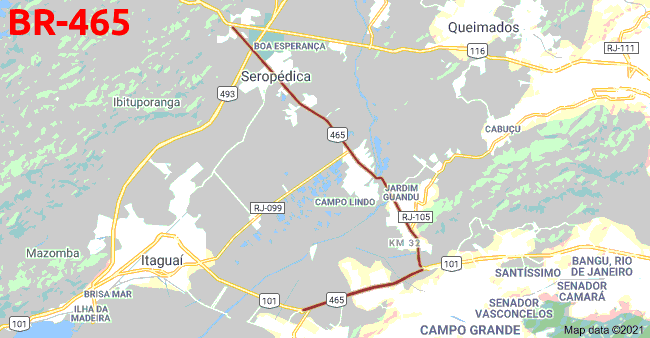 BR-465
Queimados
RJ-111
116
BOA ESPERANÇA
Seropédica
493
Ibituporanga
465
CABUÇU
JARDIM
GUANDU
CAMPO LINDO
RJ-099
RJ-105
KM 32
Mazomba
Itaguaí
101
BANGU, RIO
DE JANEIRO
SANTÍSSIMO
BRISA MAR
101
465
SENADOR
CAMARÁ
ILHA DA
MADEIRA
SENADOR
VASCONCELOS
101
CAMPO GRANDE
Map data ©2021